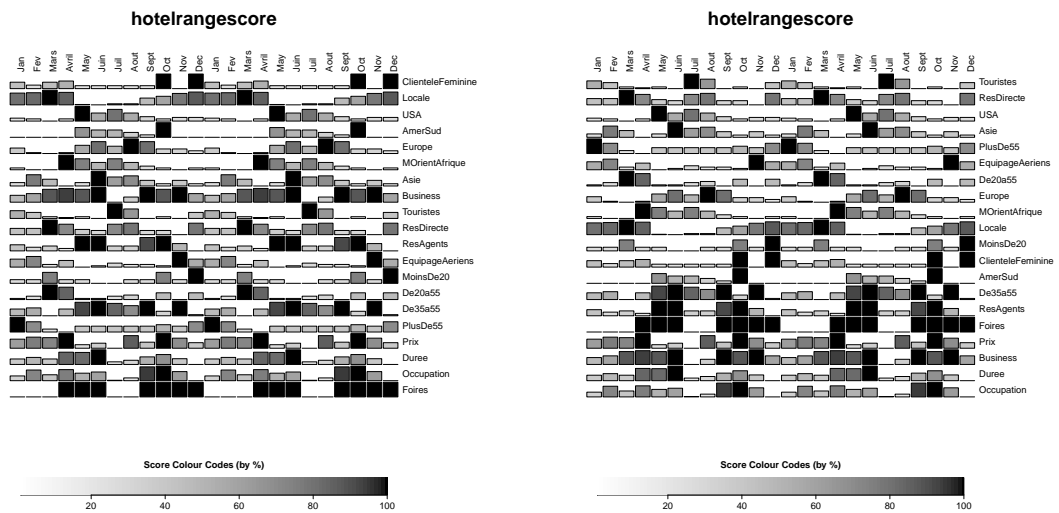 hotelrangescore
Jan Fev Mars Avril May Juin Juil Aout Sept Oct Nov Dec Jan Fev Mars Avril May Juin Juil Aout Sept Oct Nov Dec
ClienteleFeminine
Locale
USA
AmerSud
Europe
MOrientAfrique
Asie
Business
Touristes
ResDirecte
ResAgents
EquipageAeriens
MoinsDe20
De20a55
De35a55
PlusDe55
Prix
Duree
Occupation
Foires
Score Colour Codes (by %)
20 40 60 80 100
hotelrangescore
Jan Fev Mars Avril May Juin Juil Aout Sept Oct Nov Dec Jan Fev Mars Avril May Juin Juil Aout Sept Oct Nov Dec
Touristes
ResDirecte
USA
Asie
PlusDe55
EquipageAeriens
De20a55
Europe
MOrientAfrique
Locale
MoinsDe20
ClienteleFeminine
AmerSud
De35a55
ResAgents
Foires
Prix
Business
Duree
Occupation
Score Colour Codes (by %)
20 40 60 80 100